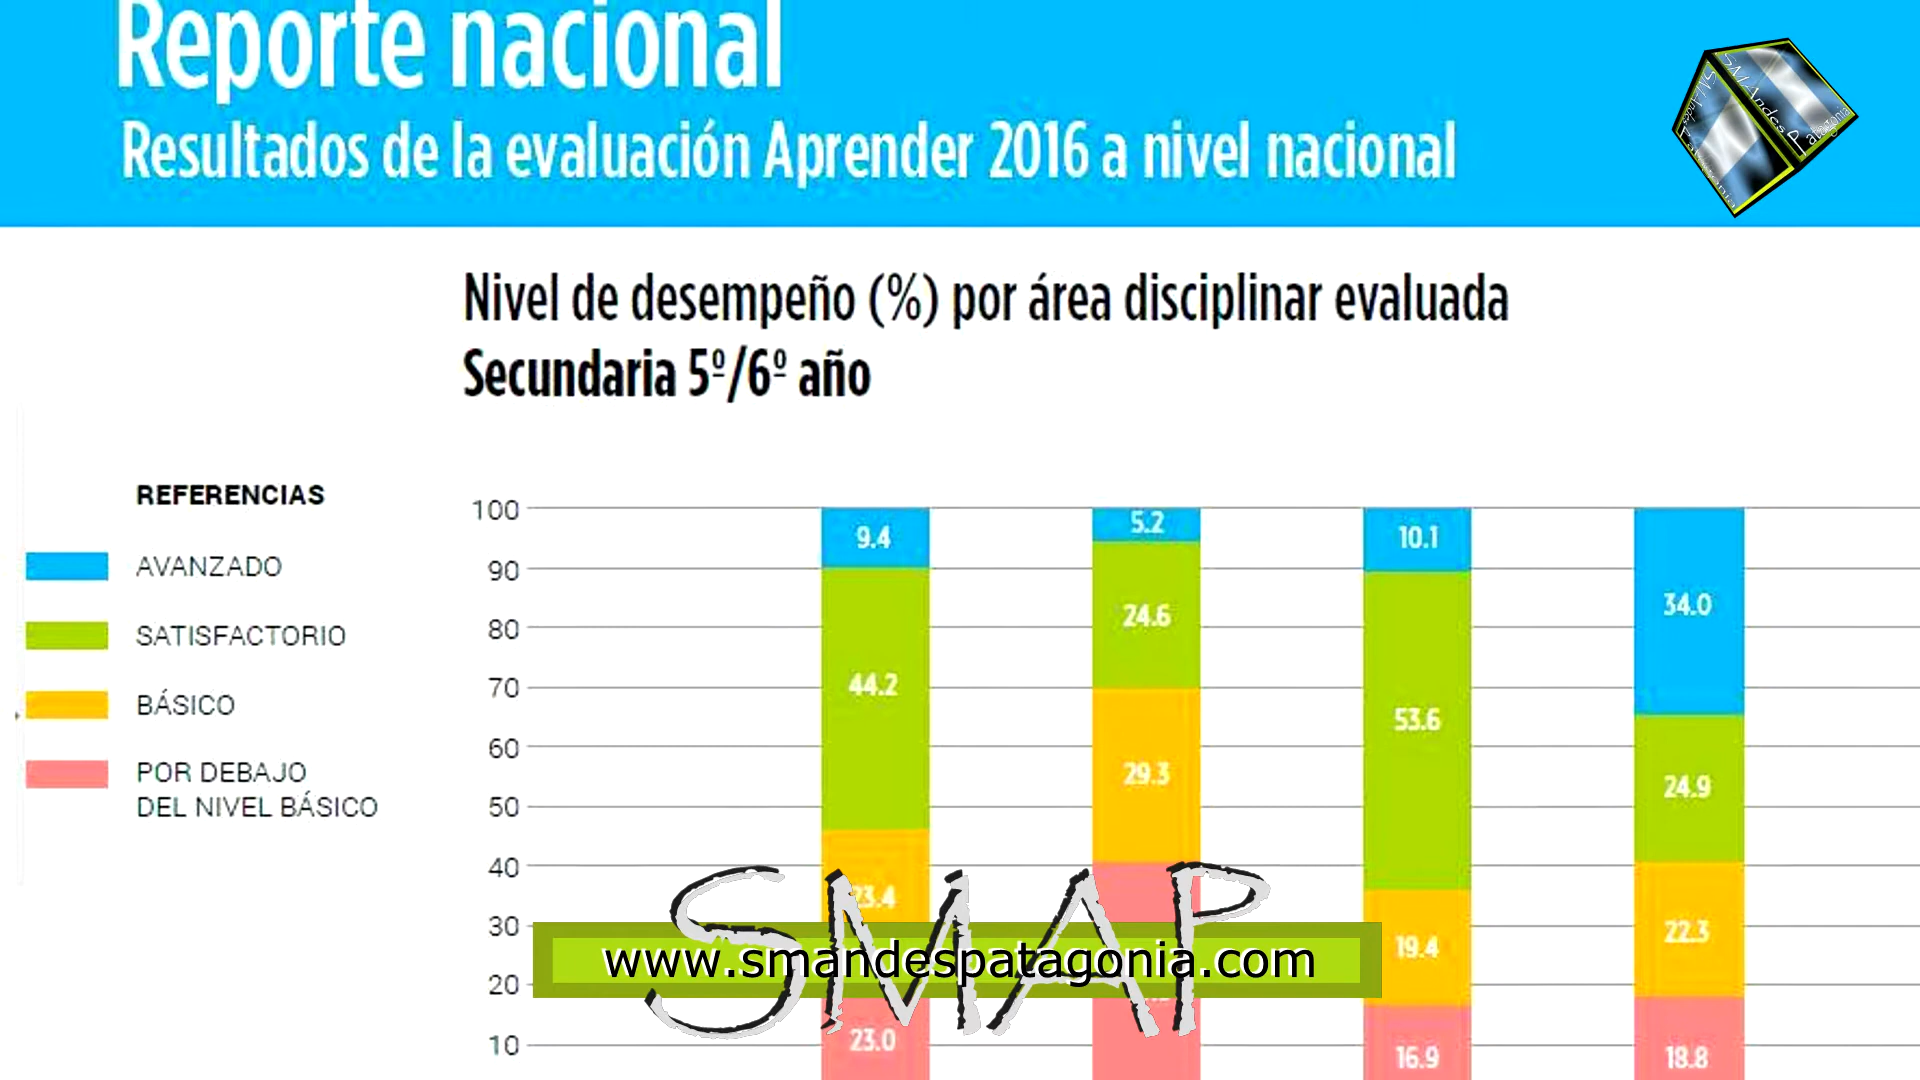 Reporte nacional
Resultados de la evaluación Aprender 2016 a nivel nacional
SMAndesPatagonia
Nivel de desempeño (%) por área disciplinar evaluada
Secundaria 5º/6º año
REFERENCIAS
AVANZADO
SATISFACTORIO
BÁSICO
POR DEBAJO
DEL NIVEL BÁSICO
100
90
80
70
60
50
40
30
20
10
9.4
44.2
23.4
23.0
5.2
24.6
29.3
10.1
53.6
19.4
16.9
34.0
24.9
22.3
18.8
SMAP
www.smandespatagonia.com